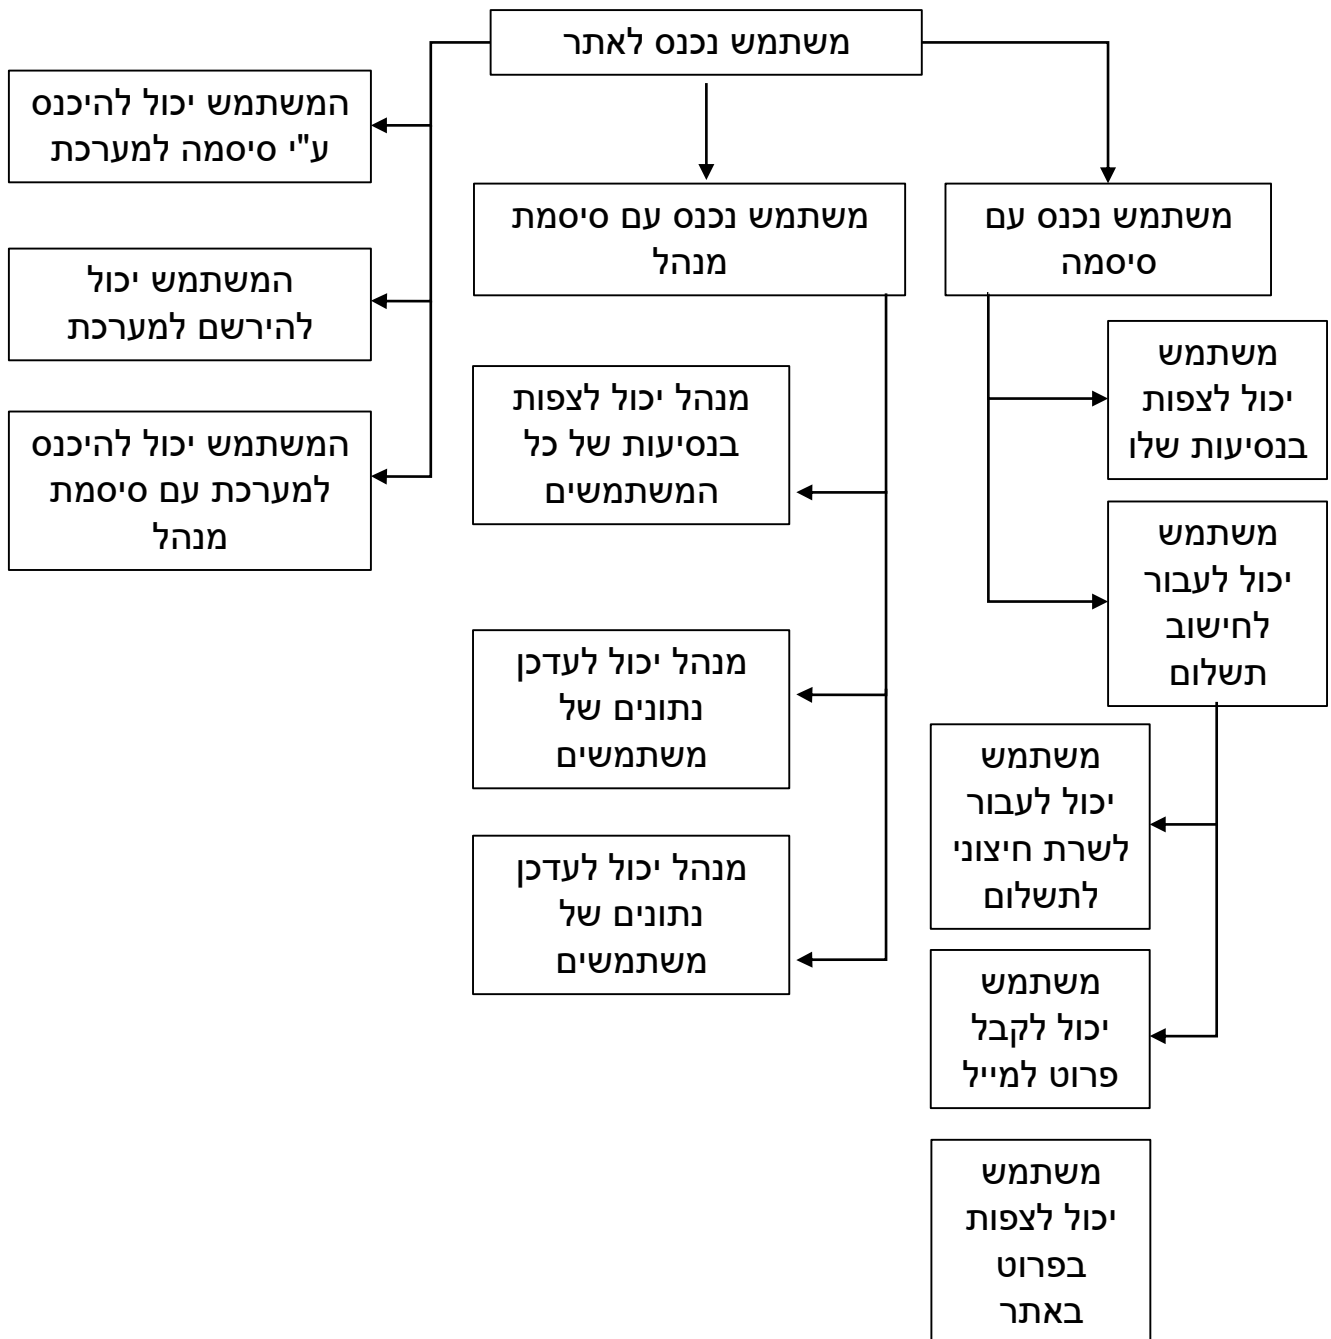 משתמש נכנס לאתר
המשתמש יכול להיכנס
ע"י סיסמה למערכת
המשתמש יכול
להירשם למערכת
המשתמש יכול להיכנס
למערכת עם סיסמת
מנהל
משתמש נכנס עם סיסמת
מנהל
מנהל יכול לצפות
בנסיעות של כל
המשתמשים
מנהל יכול לעדכן
נתונים של
משתמשים
מנהל יכול לעדכן
נתונים של
משתמשים
משתמש נכנס עם
סיסמה
משתמש
יכול לצפות
בנסיעות שלו
משתמש
יכול לעבור
לחישוב
תשלום
משתמש
יכול לעבור
לשרת חיצוני
לתשלום
משתמש
יכול לקבל
פרוט למייל
משתמש
יכול לצפות
בפרוט
באתר